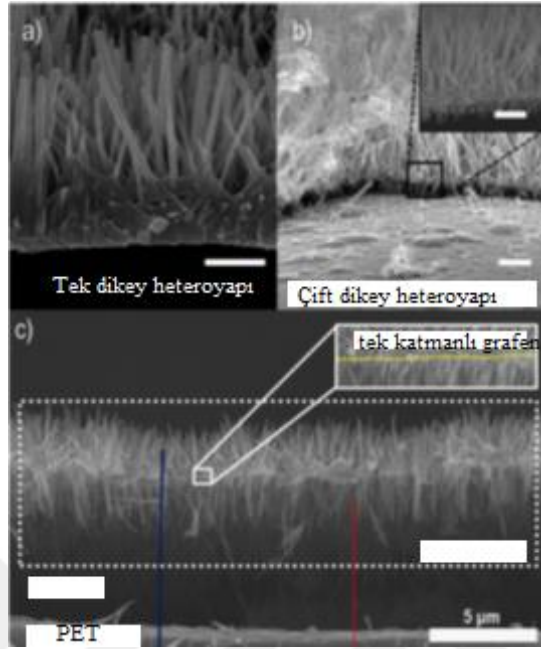 a)
Tek dikey heteroyapı
b)
Çift dikey heteroyapı
c)
tek katmanlı grafen
PET
5 µm